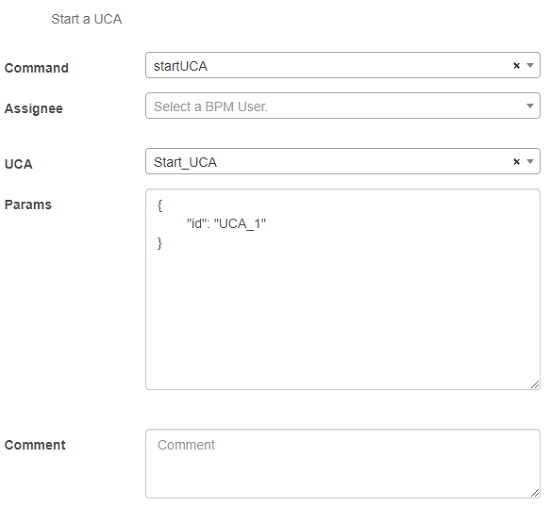 Start a UCA
Command
startUCA
Assignee
Select a BPM User.
UCA
Start_UCA
Params
{
"id": "UCA_1"
}
Comment
Comment